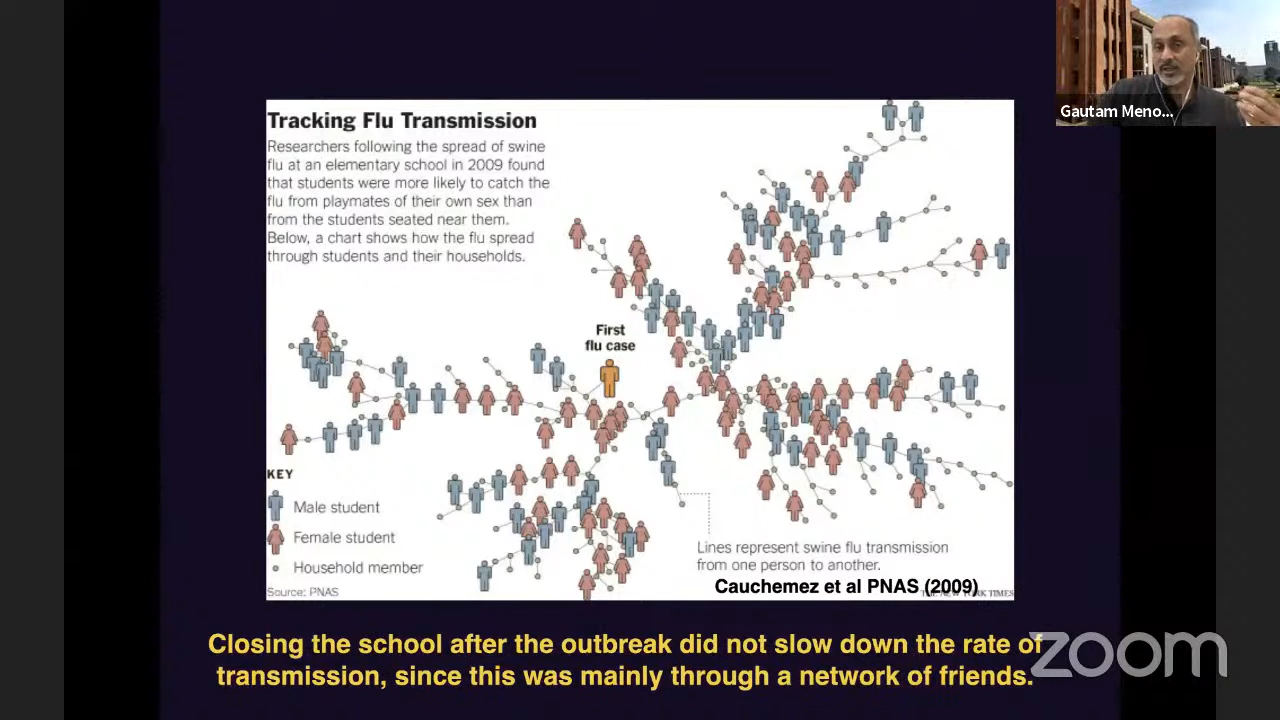 Gautam Meno...
Tracking Flu Transmission
Researchers following the spread of swine
flu at an elementary school in 2009 found
that students were more likely to catch the
flu from playmates of their own sex than
from the students seated near them.
Below, a chart shows how the flu spread
through students and their households.
First
flu case
KEY
Male student
Female student
Household member
Source: PNAS
Lines represent swine flu transmission
from one person to another.
Cauchemez et al PNAS (2009)
THE NEW YORK TIMES
Closing the school after the outbreak did not slow down the rate of
transmission, since this was mainly through a network of friends.
zoom